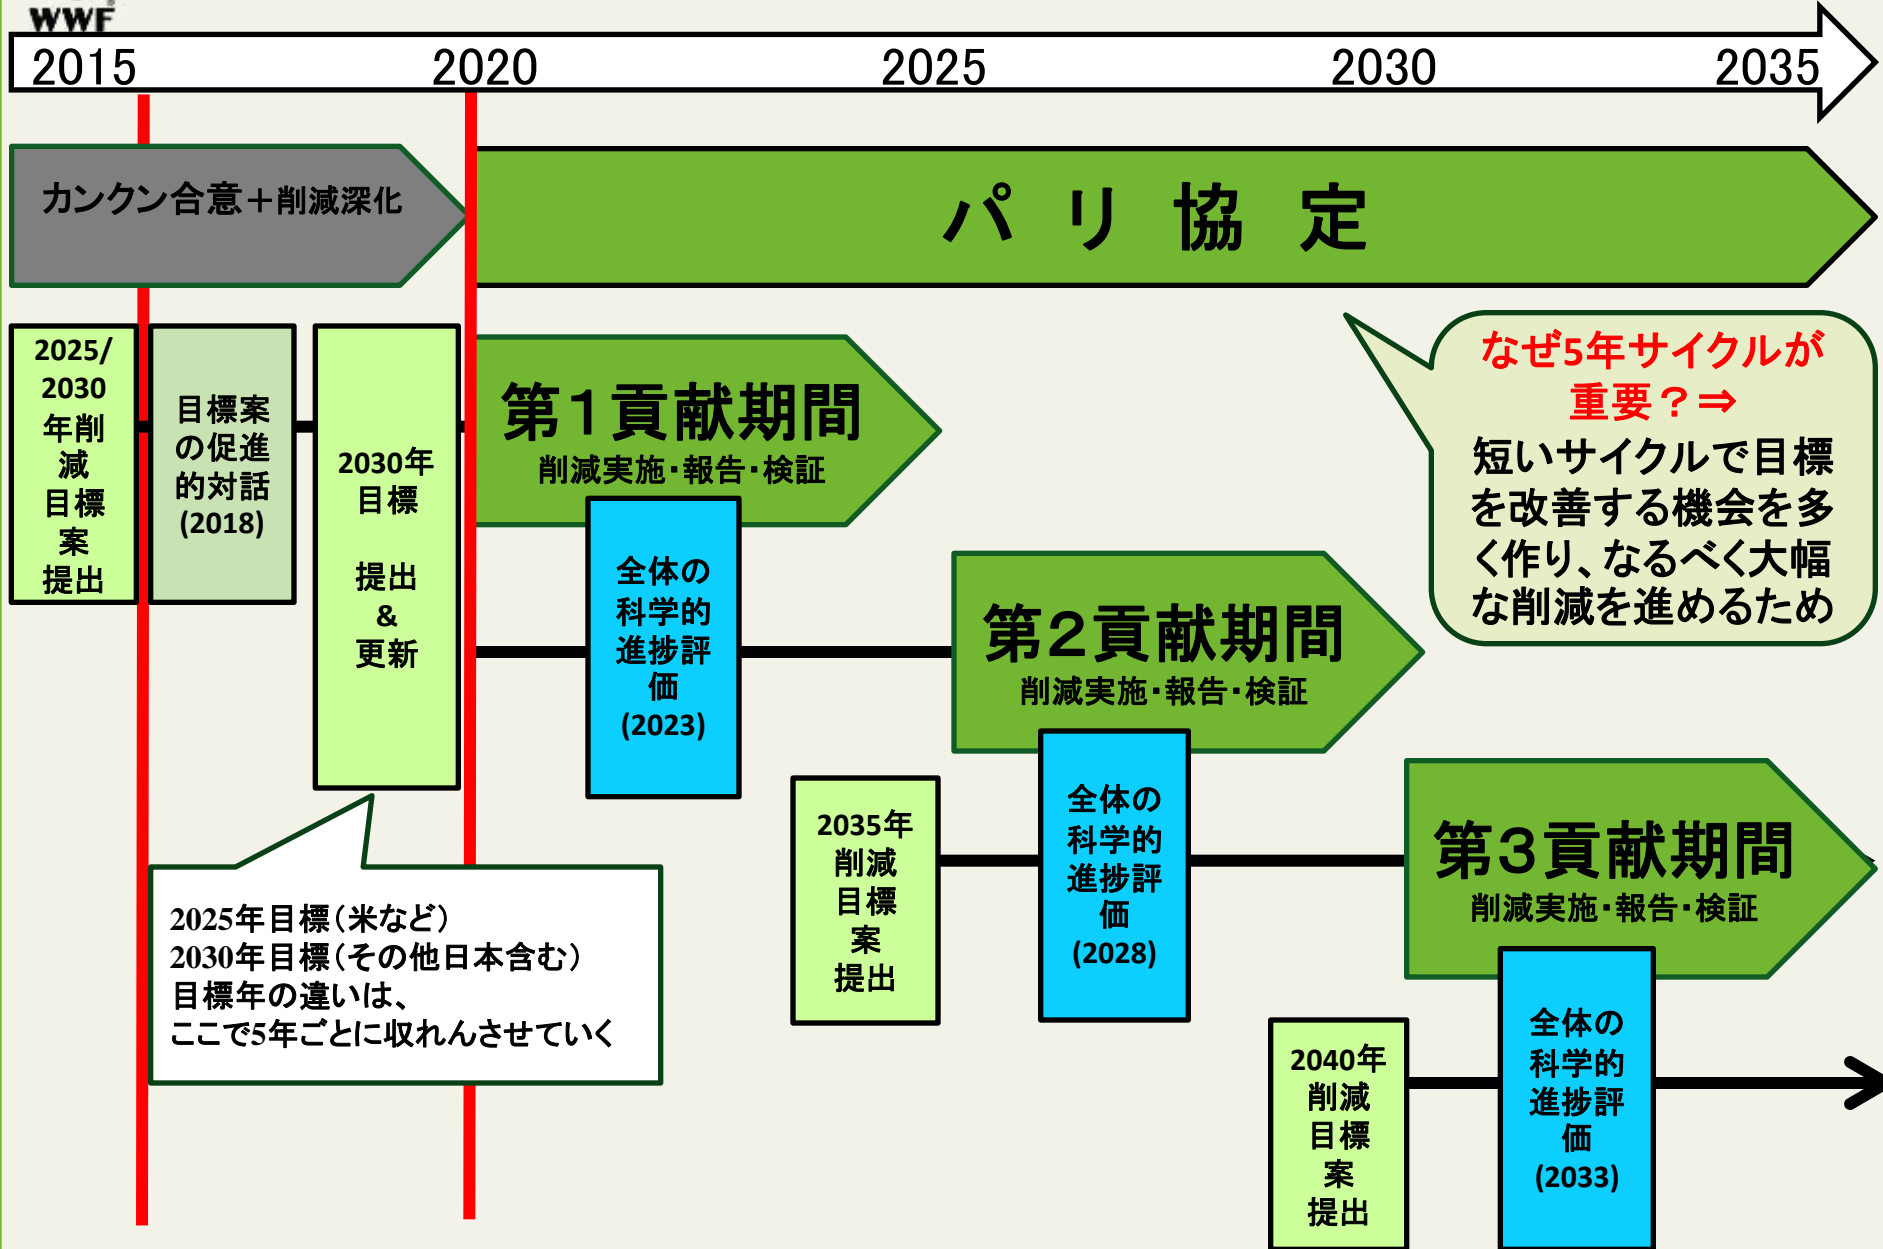 WWF
2015 2020 2025 2030 2035
カンクン合意＋削減深化
パリ協定
2025/
2030
年削
減
目標
案
提出
目標案
の促進
的対話
(2018)
2030年
目標
提出
&
更新
第１貢献期間
削減実施・報告・検証
なぜ5年サイクルが
重要？⇒
短いサイクルで目標
を改善する機会を多
く作り、なるべく大幅
な削減を進めるため
全体の
科学的
進捗評
価
(2023)
第２貢献期間
削減実施・報告・検証
2035年
削減
目標
案
提出
全体の
科学的
進捗評
価
(2028)
第３貢献期間
削減実施・報告・検証
2025年目標（米など）
2030年目標（その他日本含む）
目標年の違いは、
ここで5年ごとに収れんさせていく
2040年
削減
目標
案
提出
全体の
科学的
進捗評
価
(2033)